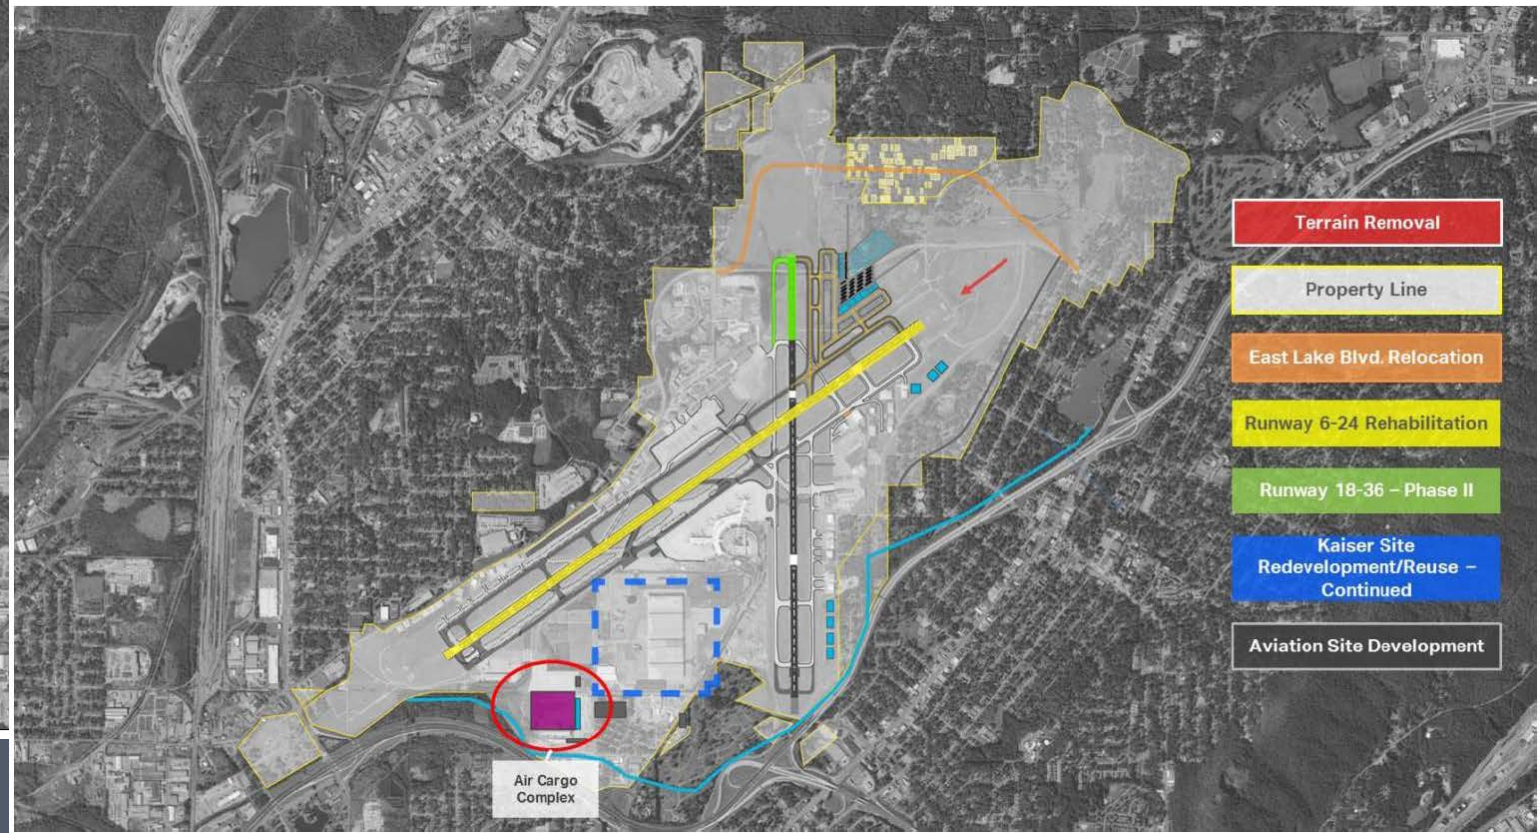 Terrain Removal
Property Line
East Lake Blvd. Relocation
Runway 6-24 Rehabilitation
Runway 18-36 – Phase II
Kaiser Site
Redevelopment/Reuse –
Continued
Aviation Site Development
Air Cargo
Complex